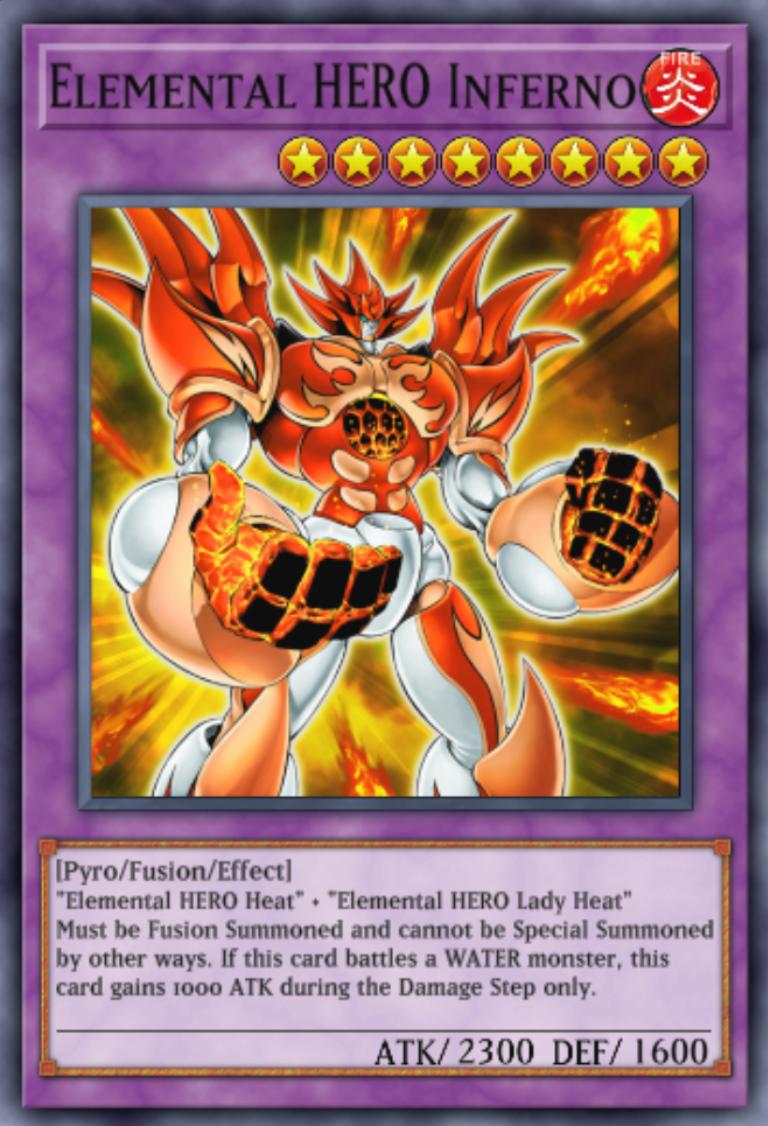 Elemental HERO Inferno
FIRE
炎
[Pyro/Fusion/Effect]
"Elemental HERO Heat" + "Elemental HERO Lady Heat"
Must be Fusion Summoned and cannot be Special Summoned
by other ways. If this card battles a WATER monster, this
card gains 1000 ATK during the Damage Step only.
ATK/ 2300 DEF/ 1600